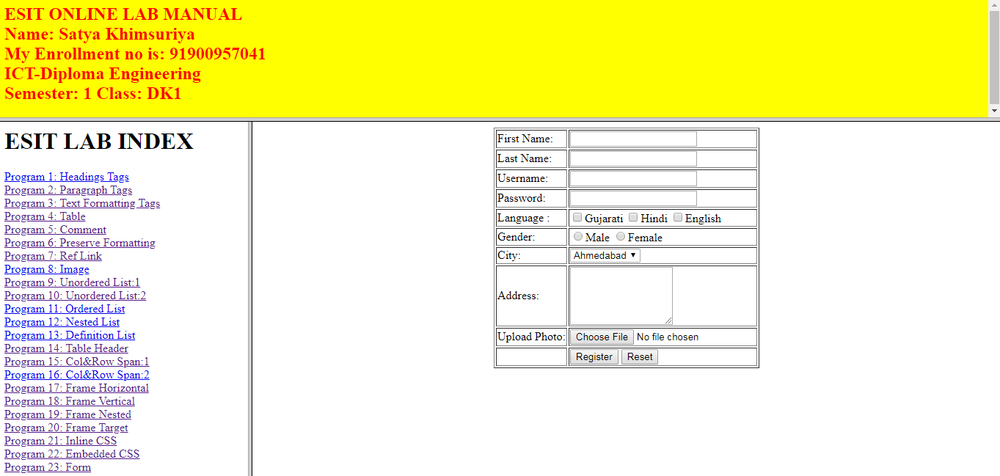 ESIT ONLINE LAB MANUAL
Name: Satya Khimsuriya
My Enrollment no is: 91900957041
ICT-Diploma Engineering
Semester: 1 Class: DK1
ESIT LAB INDEX
Program 1: Headings Tags
Program 2: Paragraph Tags
Program 3: Text Formatting Tags
Program 4: Table
Program 5: Comment
Program 6: Preserve Formatting
Program 7: Ref Link
Program 8: Image
Program 9: Unordered List:1
Program 10: Unordered List:2
Program 11: Ordered List
Program 12: Nested List
Program 13: Definition List
Program 14: Table Header
Program 15: Col&Row Span:1
Program 16: Col&Row Span:2
Program 17: Frame Horizontal
Program 18: Frame Vertical
Program 19: Frame Nested
Program 20: Frame Target
Program 21: Inline CSS
Program 22: Embedded CSS
Program 23: Form
First Name:
Last Name:
Username:
Password:
Language : Gujarati Hindi English
Gender: Male Female
City: Ahmedabad
Address:
Upload Photo: Choose File No file chosen
Register Reset